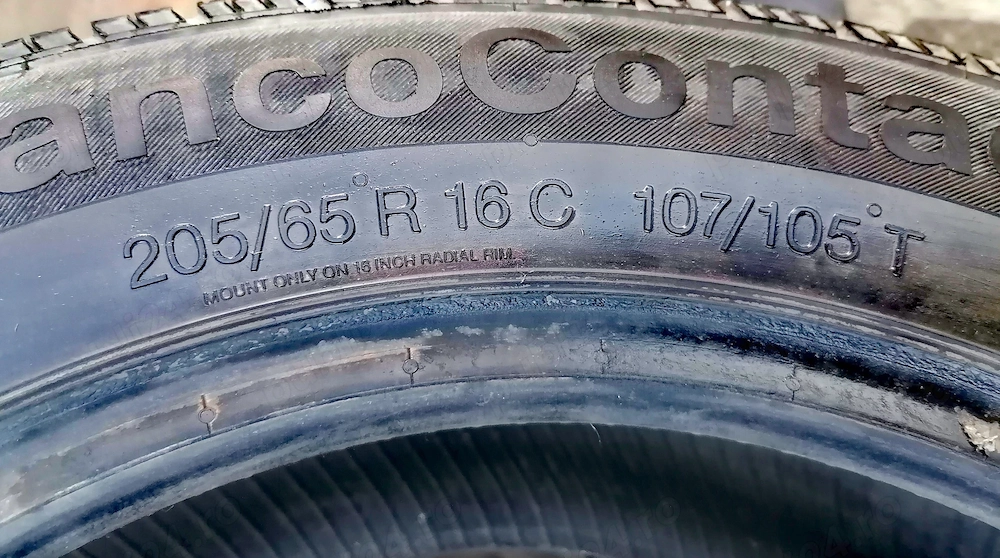 ancoConta
205/65 R 16 C 107/105 T
MOUNT ONLY ON 16 INCH RADIAL RIM